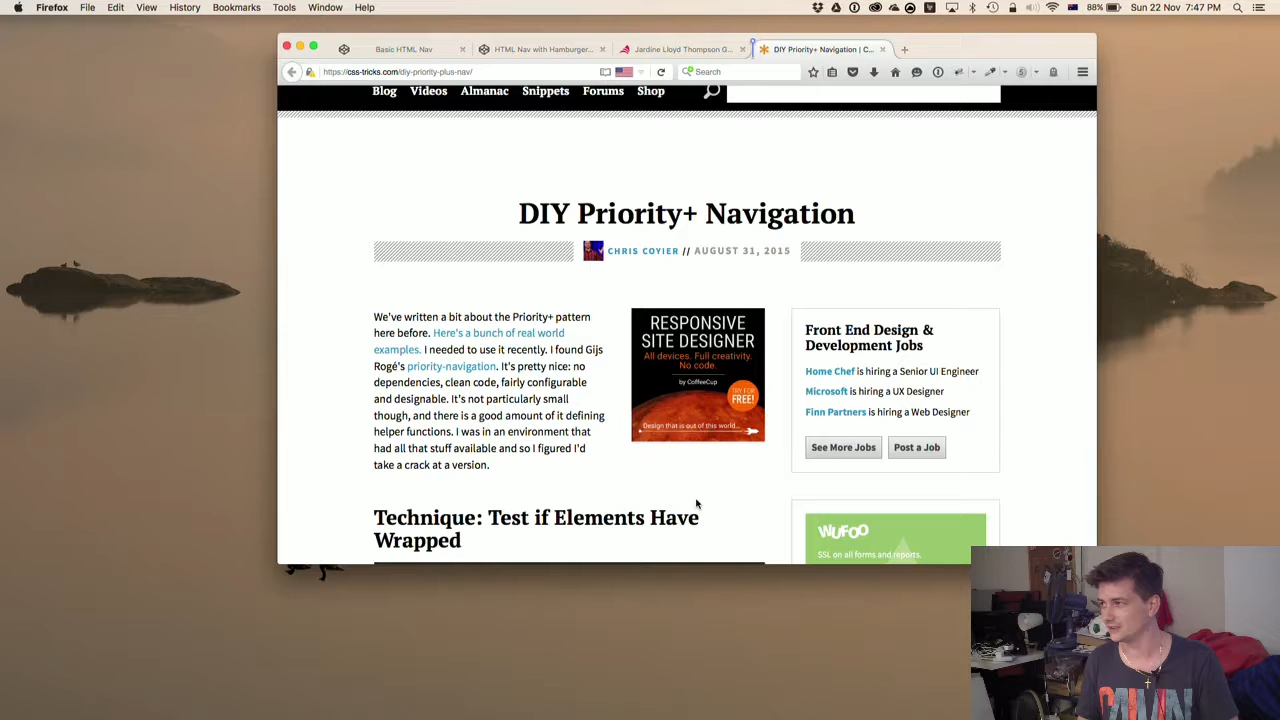 Firefox File Edit View History Bookmarks Tools Window Help
88% Sun 22 Nov 7:47 PM
Basic HTML Nav
HTML Nav with Hamburger...
Jardine Lloyd Thompson G...
DIY Priority+ Navigation | C...
https://css-tricks.com/diy-priority-plus-nav/
Search
Blog Videos Almanac Snippets Forums Shop
DIY Priority+ Navigation
CHRIS COYIER // AUGUST 31, 2015
We've written a bit about the Priority+ pattern
here before. Here's a bunch of real world
examples. I needed to use it recently. I found Gijs
Rogé's priority-navigation. It's pretty nice: no
dependencies, clean code, fairly configurable
and designable. It's not particularly small
though, and there is a good amount of it defining
helper functions. I was in an environment that
had all that stuff available and so I figured I'd
take a crack at a version.
RESPONSIVE
SITE DESIGNER
All devices. Full creativity.
No code.
by CoffeeCup
TRY FOR
FREE!
Design that is out of this world...
Front End Design &
Development Jobs
Home Chef is hiring a Senior UI Engineer
Microsoft is hiring a UX Designer
Finn Partners is hiring a Web Designer
See More Jobs
Post a Job
Technique: Test if Elements Have
Wrapped
WUFOO
SSL on all forms and reports.